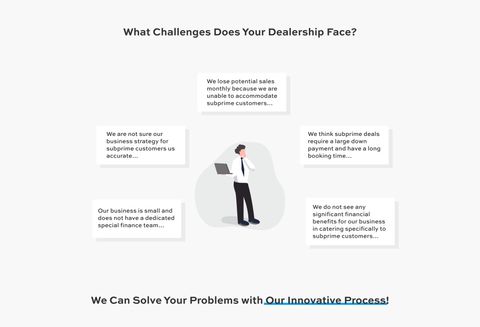 What Challenges Does Your Dealership Face?
We lose potential sales
monthly because we are
unable to accommodate
subprime customers...
We are not sure our
business strategy for
subprime customers us
accurate...
We think subprime deals
require a large down
payment and have a long
booking time...
Our business is small and
does not have a dedicated
special finance team...
We do not see any
significant financial
benefits for our business
in catering specifically to
subprime customers...
We Can Solve Your Problems with Our Innovative Process!